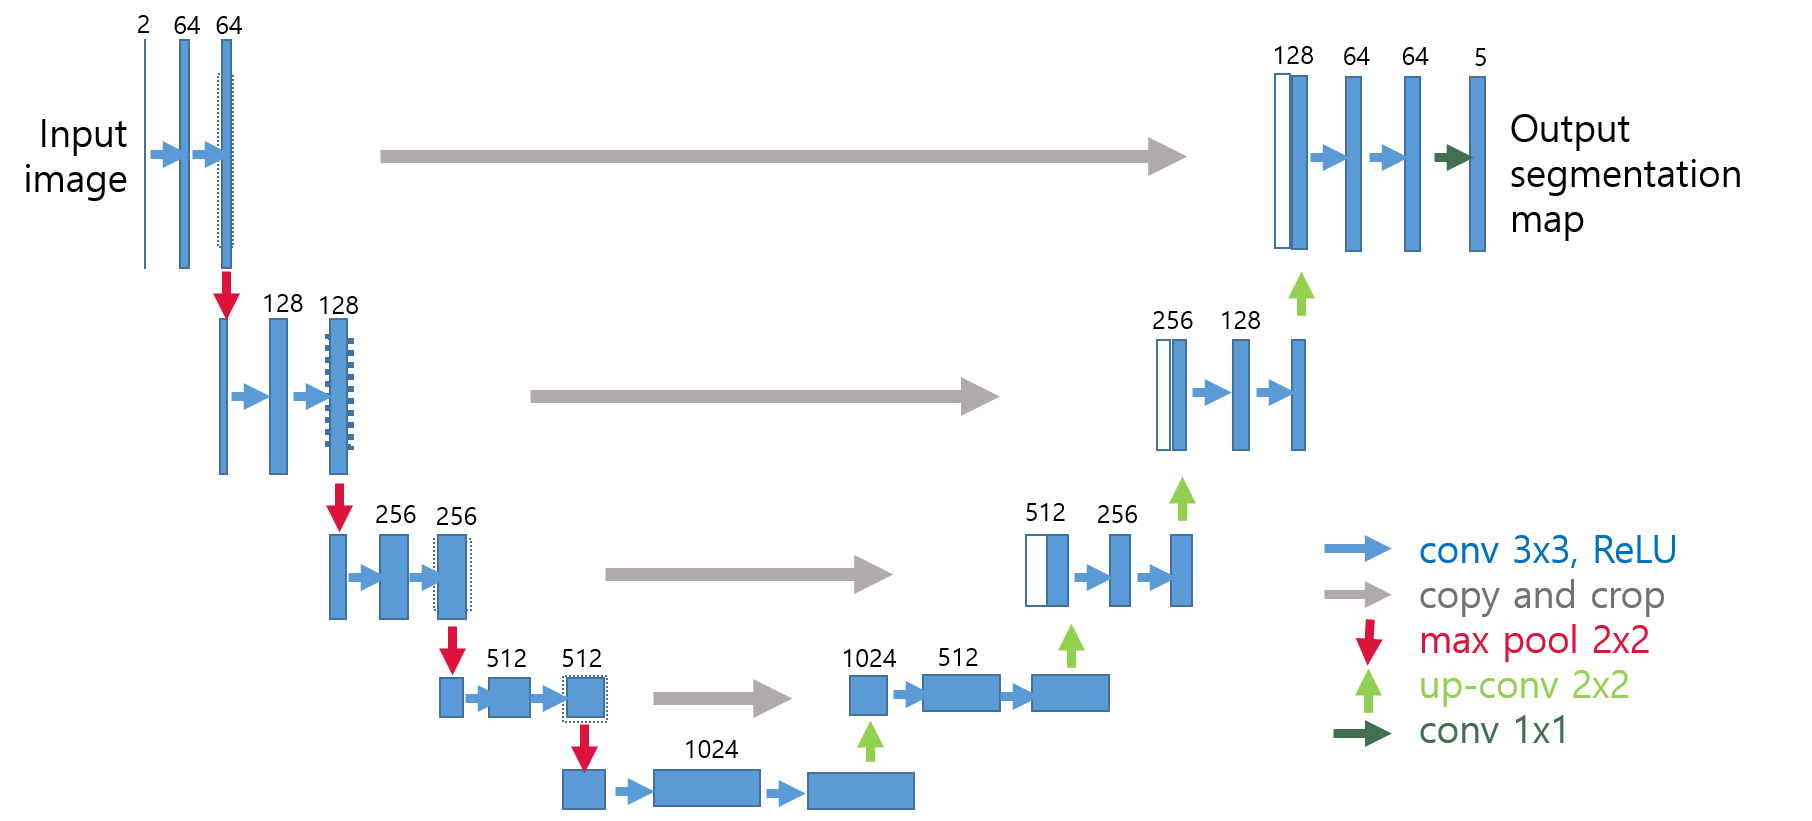 2 64 64
128 64 64 5
Input
image
Output
segmentation
map
128 128
256 128
256 256
512 256
512 512
1024 512
1024
conv 3x3, ReLU
copy and crop
max pool 2x2
up-conv 2x2
conv 1x1